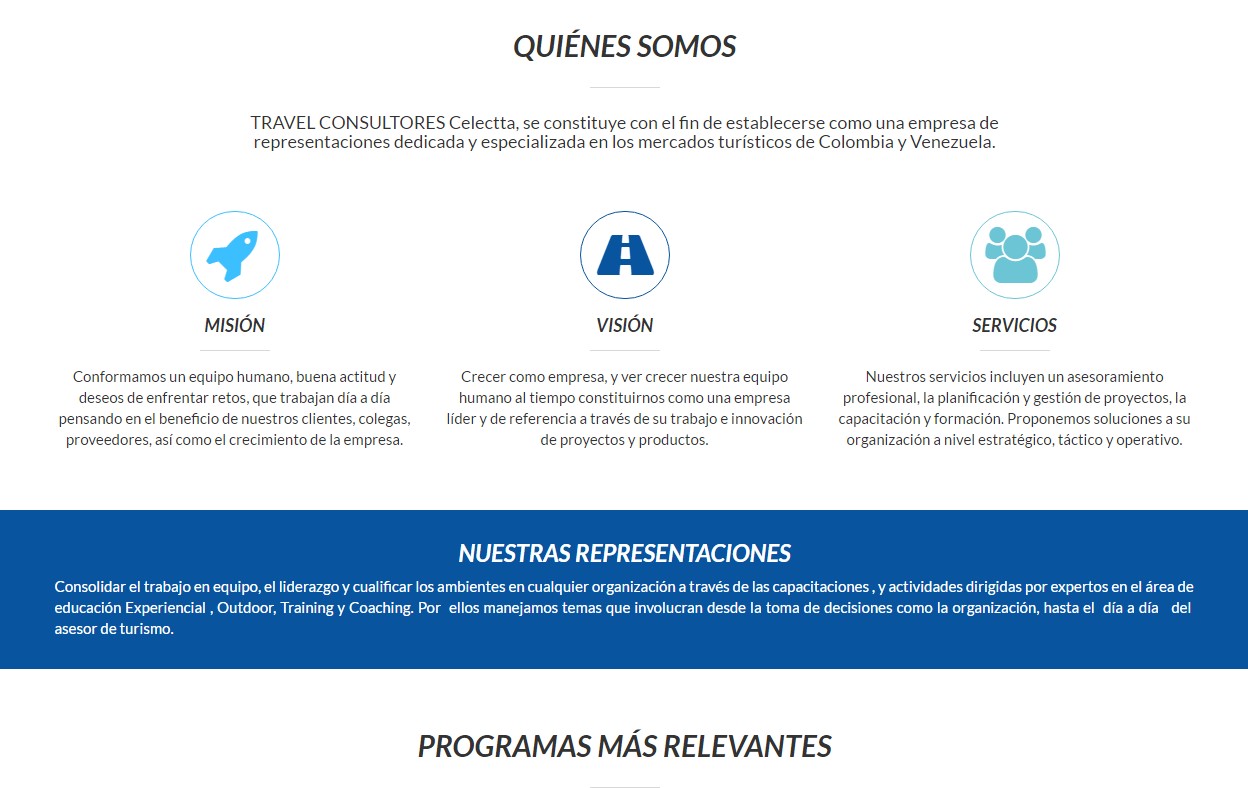 QUIÉNES SOMOS
TRAVEL CONSULTORES Celectta, se constituye con el fin de establecerse como una empresa de
representaciones dedicada y especializada en los mercados turísticos de Colombia y Venezuela.
MISIÓN
Conformamos un equipo humano, buena actitud y
deseos de enfrentar retos, que trabajan día a día
pensando en el beneficio de nuestros clientes, colegas,
proveedores, así como el crecimiento de la empresa.
VISIÓN
Crecer como empresa, y ver crecer nuestra equipo
humano al tiempo constituirnos como una empresa
líder y de referencia a través de su trabajo e innovación
de proyectos y productos.
SERVICIOS
Nuestros servicios incluyen un asesoramiento
profesional, la planificación y gestión de proyectos, la
capacitación y formación. Proponemos soluciones a su
organización a nivel estratégico, táctico y operativo.
NUESTRAS REPRESENTACIONES
Consolidar el trabajo en equipo, el liderazgo y cualificar los ambientes en cualquier organización a través de las capacitaciones , y actividades dirigidas por expertos en el área de
educación Experiencial , Outdoor, Training y Coaching. Por ellos manejamos temas que involucran desde la toma de decisiones como la organización, hasta el día a día del
asesor de turismo.
PROGRAMAS MÁS RELEVANTES